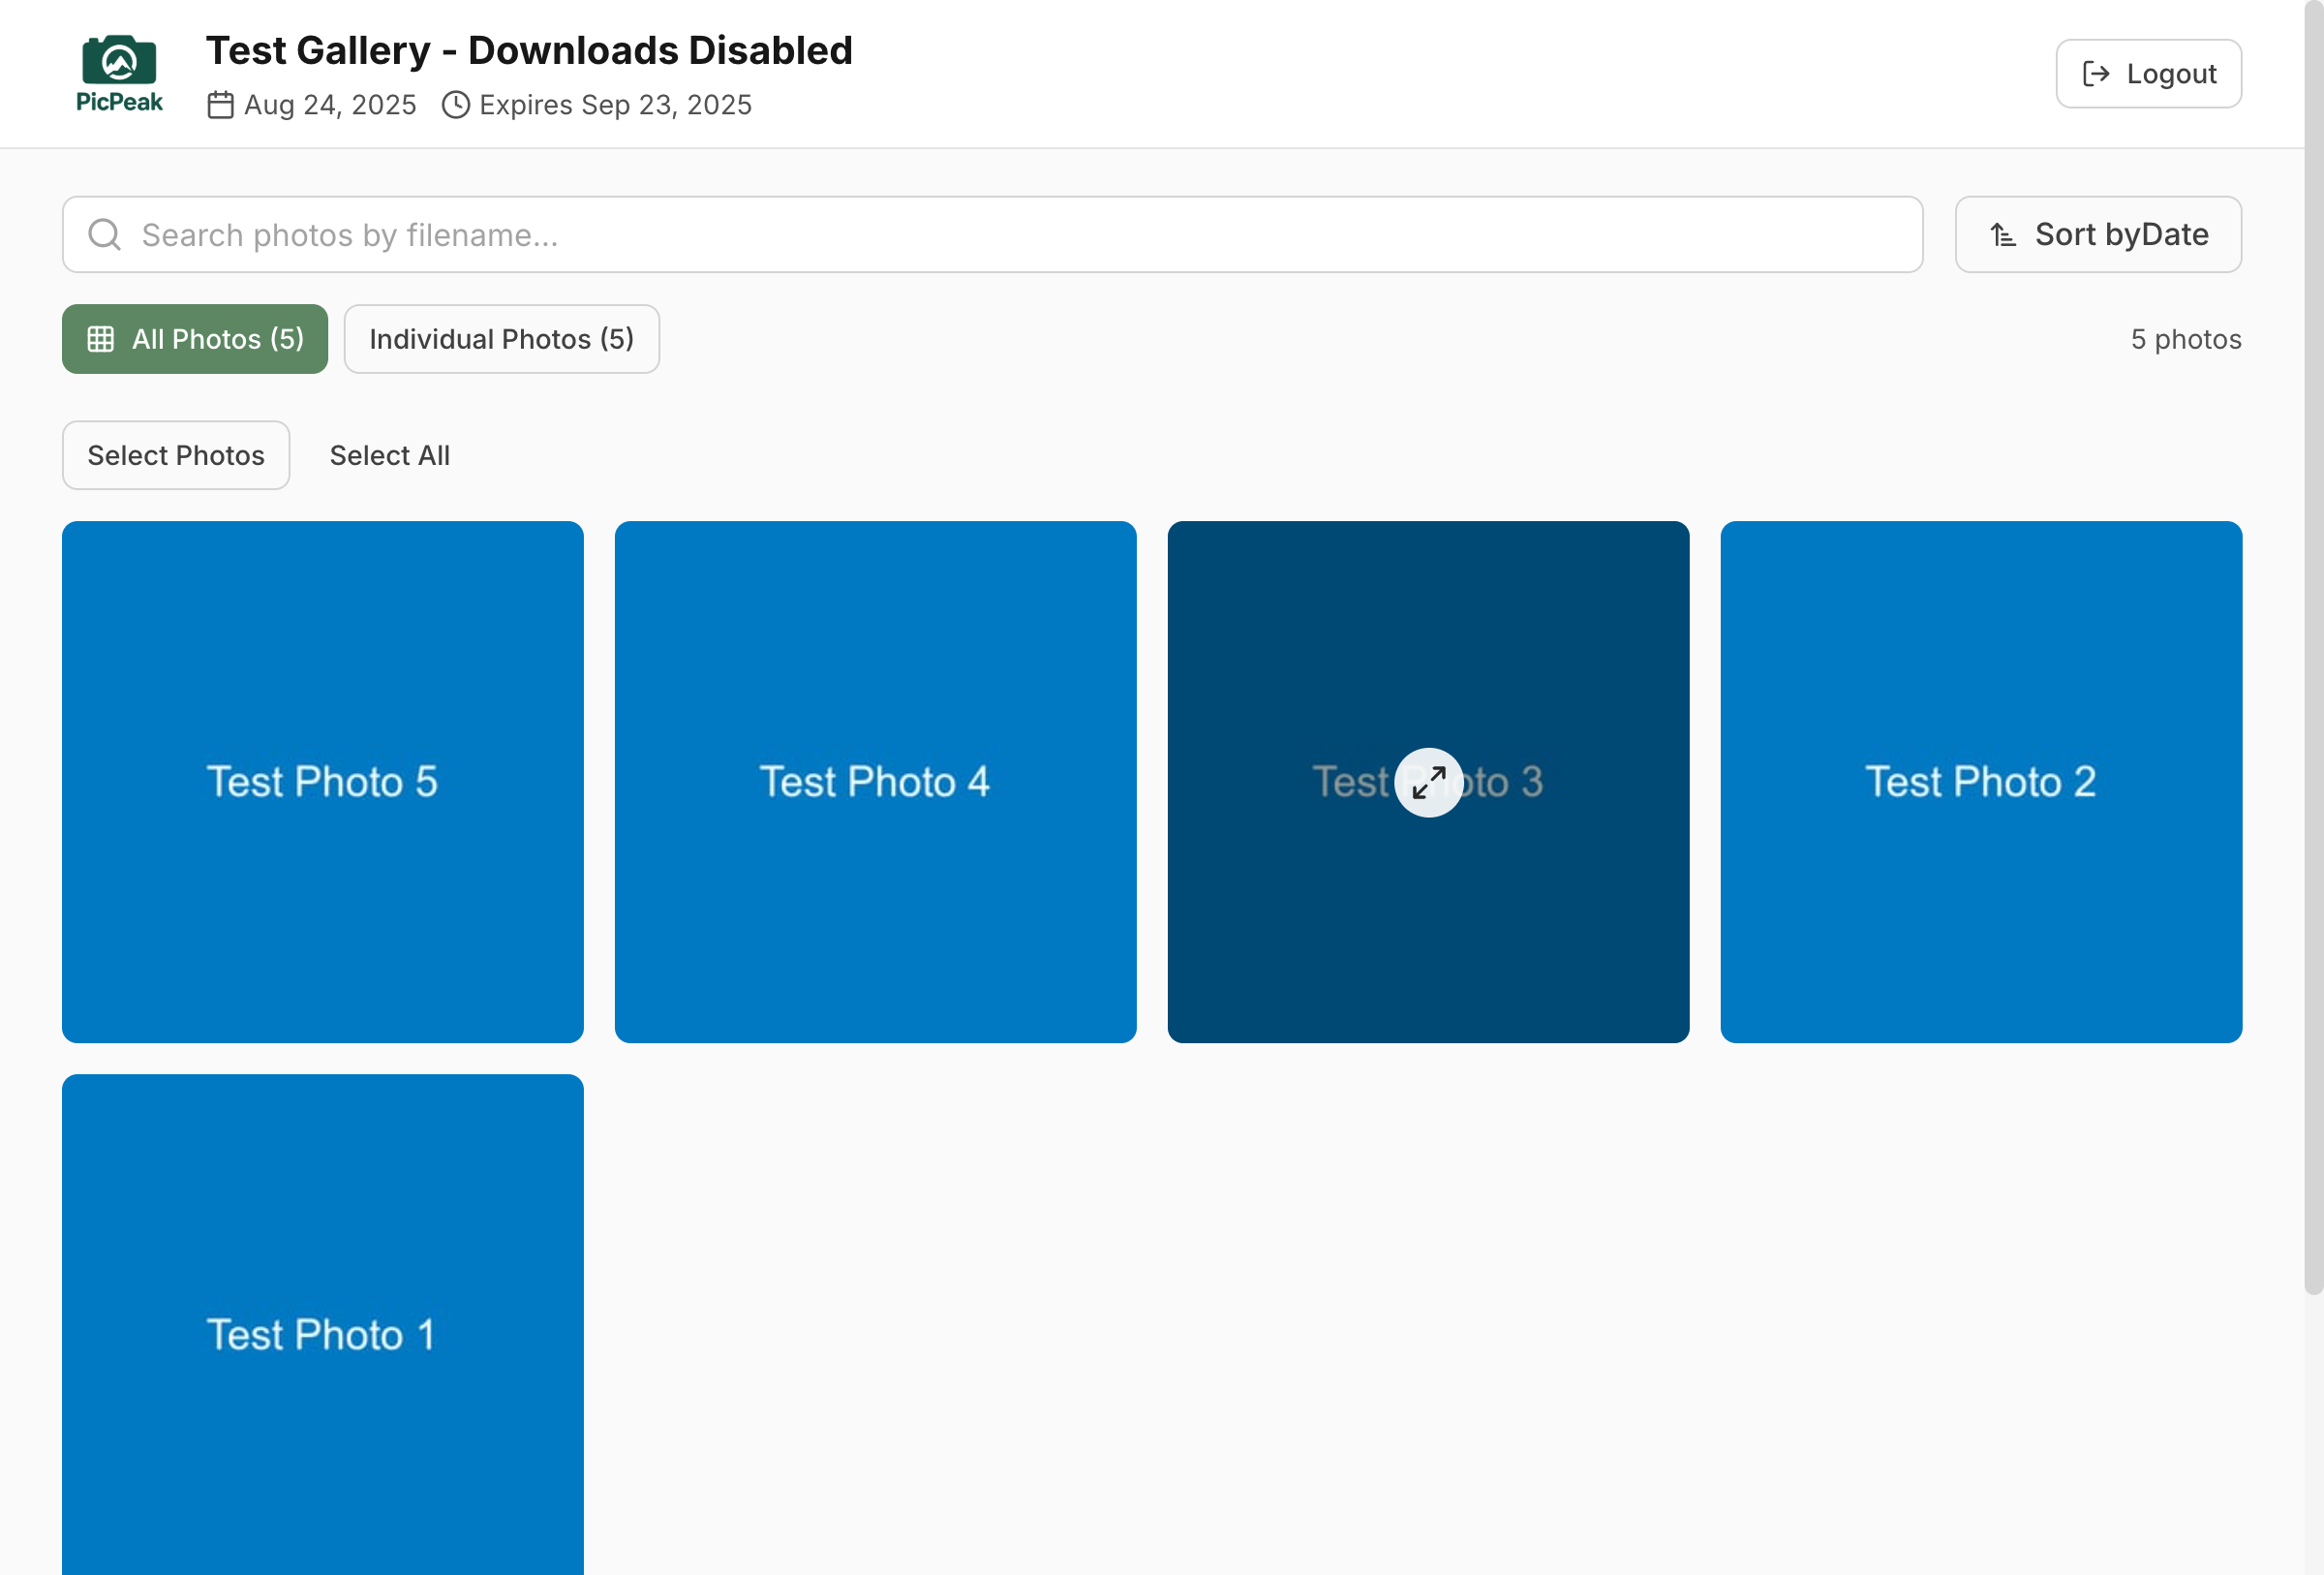 PicPeak
Test Gallery - Downloads Disabled
Aug 24, 2025 Expires Sep 23, 2025
Logout
Search photos by filename...
Sort byDate
All Photos (5)
Individual Photos (5)
5 photos
Select Photos
Select All
Test Photo 5
Test Photo 4
Test Photo 3
Test Photo 2
Test Photo 1